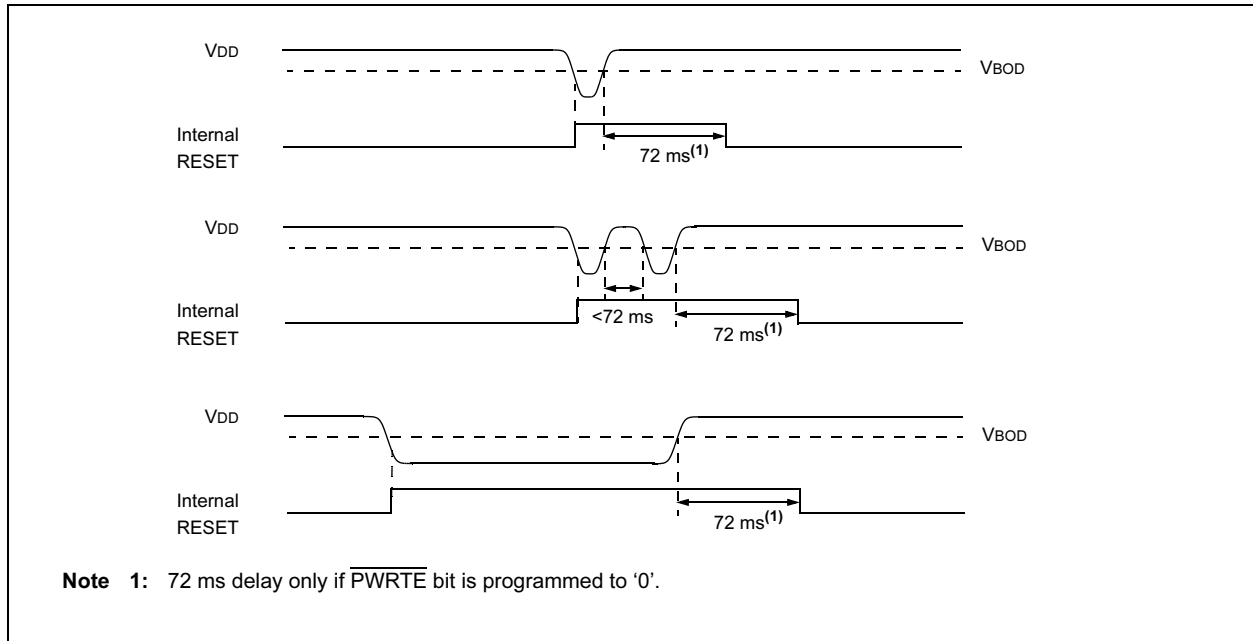 VDD
VBOD
Internal
RESET
72 ms(1)
VDD
VBOD
Internal
RESET
<72 ms
72 ms(1)
VDD
VBOD
Internal
RESET
72 ms(1)
Note 1: 72 ms delay only if PWRTE bit is programmed to ‘0’.